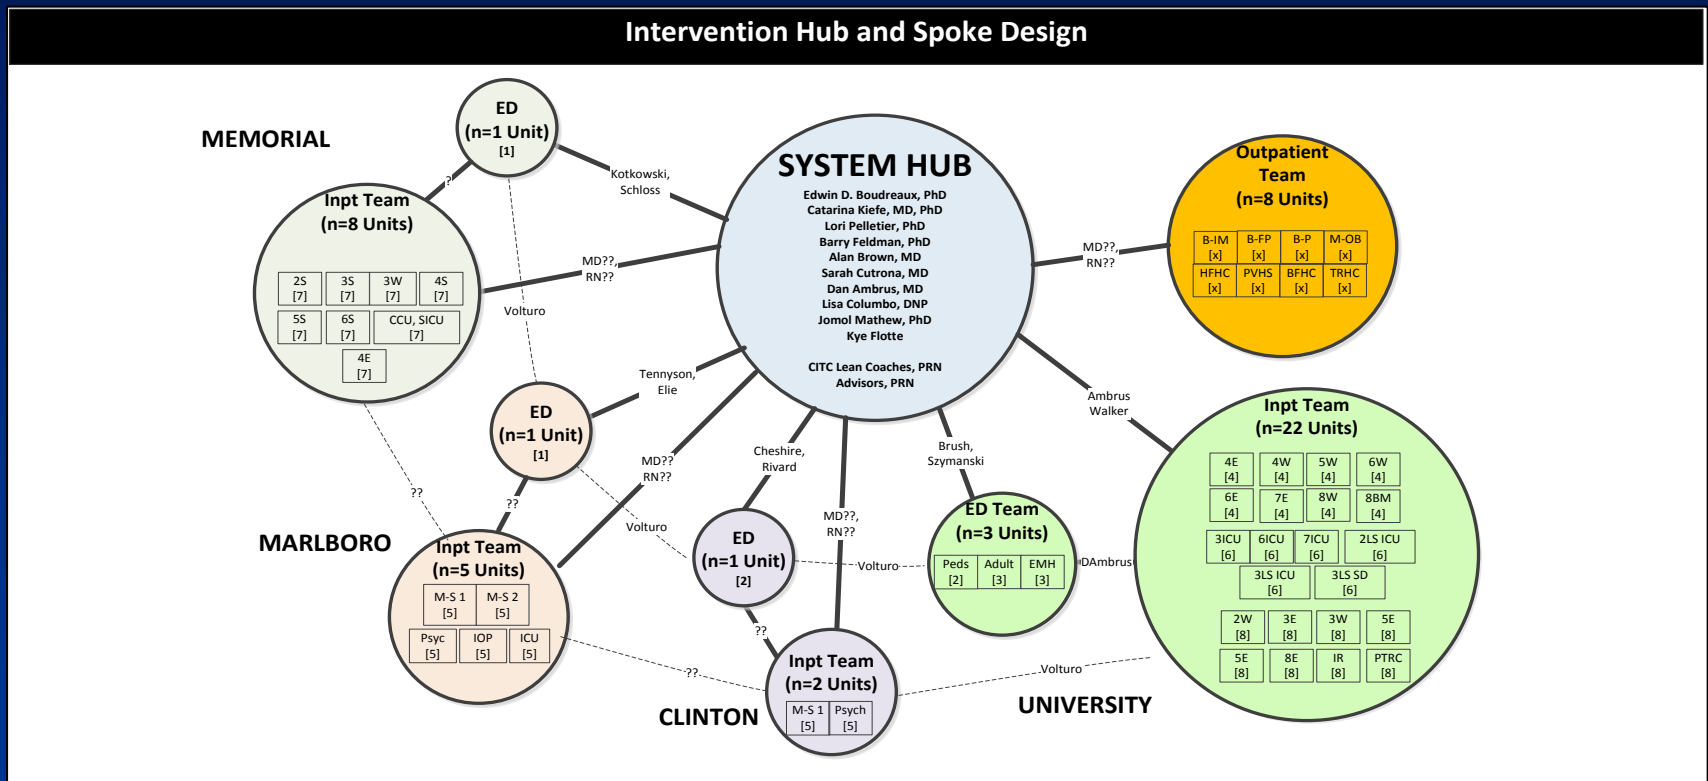 Intervention Hub and Spoke Design
MEMORIAL
ED
(n=1 Unit)
[1]
?
Kotkowski,
Schloss
Inpt Team
(n=8 Units)
2S
[7]
3S
[7]
3W
[7]
4S
[7]
5S
[7]
6S
[7]
CCU, SICU
[7]
4E
[7]
MD??,
RN??
Volturo
SYSTEM HUB
Edwin D. Boudreaux, PhD
Catarina Kiefe, MD, PhD
Lori Pelletier, PhD
Barry Feldman, PhD
Alan Brown, MD
Sarah Cutrona, MD
Dan Ambrus, MD
Lisa Columbo, DNP
Jomol Mathew, PhD
Kye Flotte
CITC Lean Coaches, PRN
Advisors, PRN
MD??,
RN??
Outpatient
Team
(n=8 Units)
B-IM
[x]
B-FP
[x]
B-P
[x]
M-OB
[x]
HFHC
[x]
PVHS
[x]
BFHC
[x]
TRHC
[x]
Tennyson,
Elie
ED
(n=1 Unit)
[1]
??
??
MD??
RN??
Volturo
MARLBORO
Inpt Team
(n=5 Units)
M-S 1
[5]
M-S 2
[5]
Psyc
[5]
IOP
[5]
ICU
[5]
??
Cheshire,
Rivard
ED
(n=1 Unit)
[2]
??
MD??,
RN??
Volturo
CLINTON
Inpt Team
(n=2 Units)
M-S 1
[5]
Psych
[5]
Volturo
Brush,
Szymanski
ED Team
(n=3 Units)
Peds
[2]
Adult
[3]
EMH
[3]
DAmbrus
Ambrus
Walker
UNIVERSITY
Inpt Team
(n=22 Units)
4E
[4]
4W
[4]
5W
[4]
6W
[4]
6E
[4]
7E
[4]
8W
[4]
8BM
[4]
3ICU
[6]
6ICU
[6]
7ICU
[6]
2LS ICU
[6]
3LS ICU
[6]
3LS SD
[6]
2W
[8]
3E
[8]
3W
[8]
5E
[8]
5E
[8]
8E
[8]
IR
[8]
PTRC
[8]